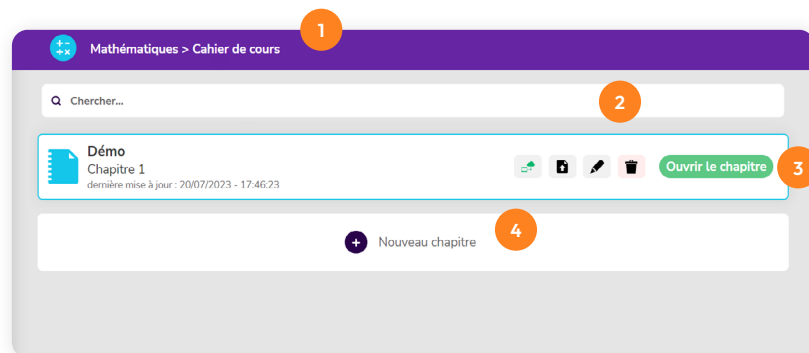 1
Mathématiques > Cahier de cours
Chercher...
2
Démo
Chapitre 1
dernière mise à jour : 20/07/2023 - 17:46:23
Ouvrir le chapitre
3
Nouveau chapitre
4